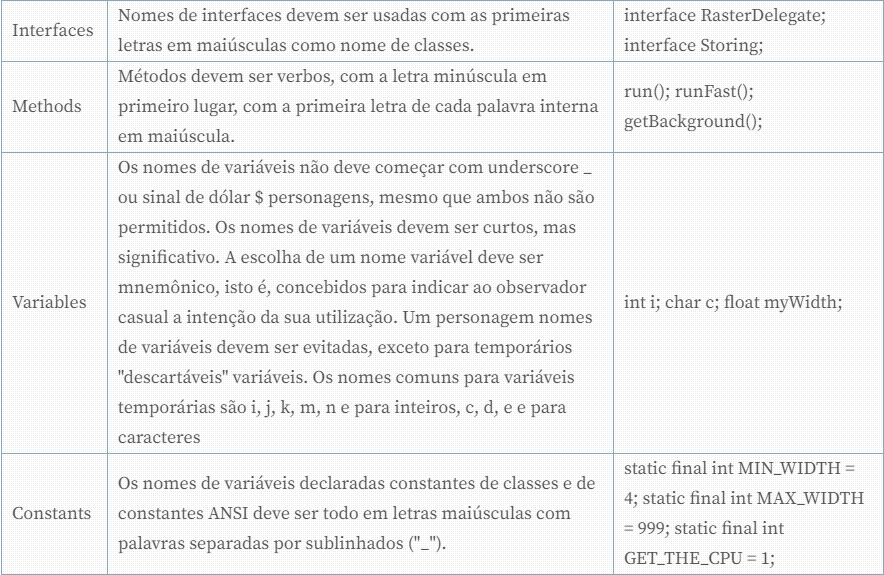 Interfaces
Nomes de interfaces devem ser usadas com as primeiras
letras em maiúsculas como nome de classes.
interface RasterDelegate;
interface Storing;
Methods
Métodos devem ser verbos, com a letra minúscula em
primeiro lugar, com a primeira letra de cada palavra interna
em maiúscula.
run(); runFast();
getBackground();
Variables
Os nomes de variáveis não deve começar com underscore _
ou sinal de dólar $ personagens, mesmo que ambos não são
permitidos. Os nomes de variáveis devem ser curtos, mas
significativo. A escolha de um nome variável deve ser
mnemônico, isto é, concebidos para indicar ao observador
casual a intenção da sua utilização. Um personagem nomes
de variáveis devem ser evitadas, exceto para temporários
"descartáveis" variáveis. Os nomes comuns para variáveis
temporárias são i, j, k, m, n e para inteiros, c, d, e e para
caracteres
int i; char c; float myWidth;
Constants
Os nomes de variáveis declaradas constantes de classes e de
constantes ANSI deve ser todo em letras maiúsculas com
palavras separadas por sublinhados ("_").
static final int MIN_WIDTH =
4; static final int MAX_WIDTH
= 999; static final int
GET_THE_CPU = 1;